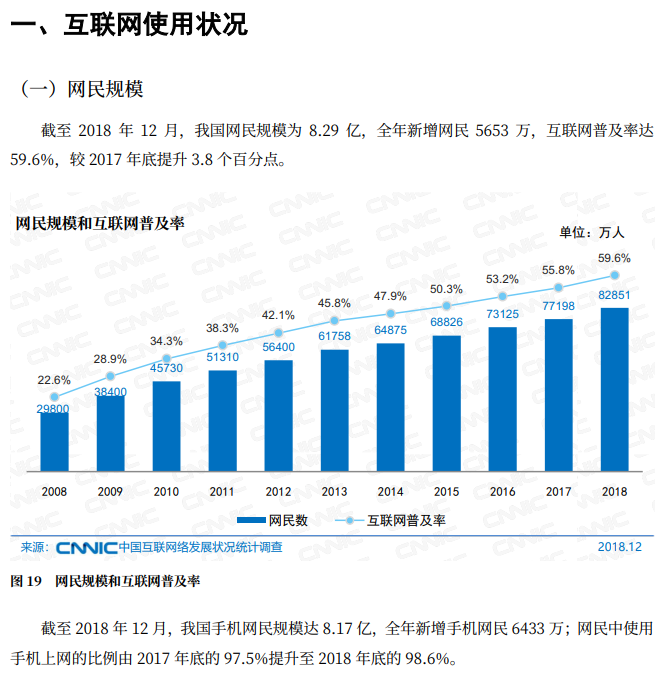 一、互联网使用状况
（一）网民规模
截至 2018 年 12 月，我国网民规模为 8.29 亿，全年新增网民 5653 万，互联网普及率达
59.6%，较 2017 年底提升 3.8 个百分点。
网民规模和互联网普及率
单位：万人
22.6% 28.9% 34.3% 38.3% 42.1% 45.8% 47.9% 50.3% 53.2% 55.8% 59.6%
29800 38400 45730 51310 56400 61758 64875 68826 73125 77198 82851
2008 2009 2010 2011 2012 2013 2014 2015 2016 2017 2018
网民数 互联网普及率
来源：CNNIC中国互联网络发展状况统计调查 2018.12
图 19 网民规模和互联网普及率
截至 2018 年 12 月，我国手机网民规模达 8.17 亿，全年新增手机网民 6433 万；网民中使用
手机上网的比例由 2017 年底的 97.5%提升至 2018 年底的 98.6%。